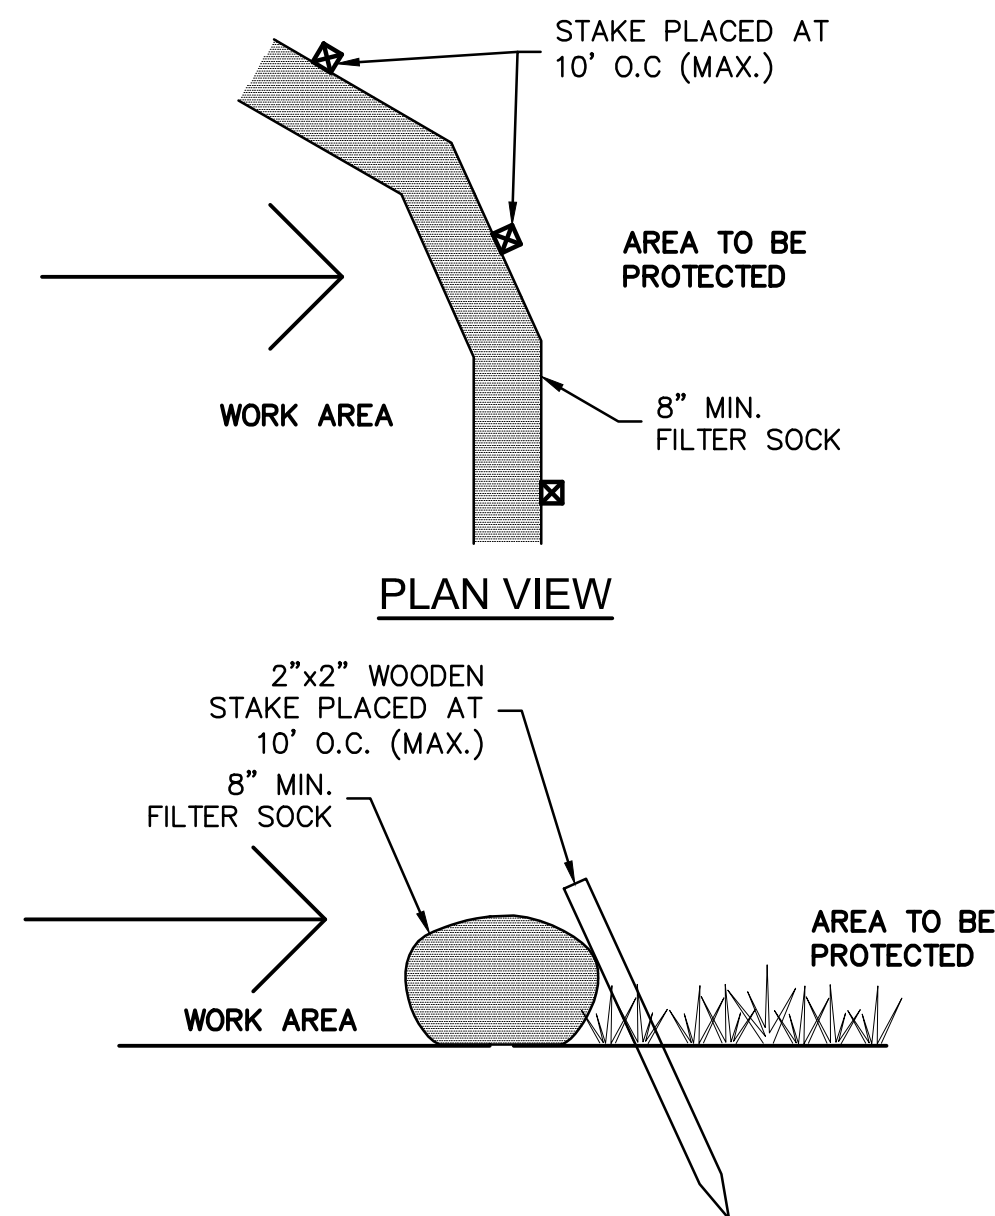 STAKE PLACED AT
10' O.C (MAX.)
AREA TO BE
PROTECTED
WORK AREA
8” MIN.
FILTER SOCK
PLAN VIEW
2”x2” WOODEN
STAKE PLACED AT
10' O.C. (MAX.)
8” MIN.
FILTER SOCK
AREA TO BE
PROTECTED
WORK AREA